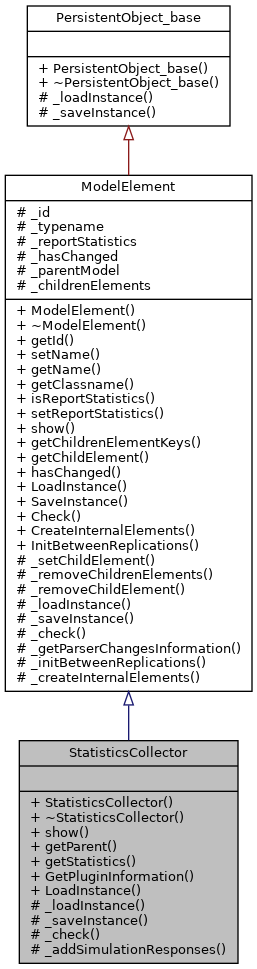 PersistentObject_base
+ PersistentObject_base()
+ ~PersistentObject_base()
# _loadInstance()
# _saveInstance()
ModelElement
# _id
# _typename
# _reportStatistics
# _hasChanged
# _parentModel
# _childrenElements
+ ModelElement()
+ ~ModelElement()
+ getId()
+ setName()
+ getName()
+ getClassname()
+ isReportStatistics()
+ setReportStatistics()
+ show()
+ getChildrenElementKeys()
+ getChildElement()
+ hasChanged()
+ LoadInstance()
+ SaveInstance()
+ Check()
+ CreateInternalElements()
+ InitBetweenReplications()
# _setChildElement()
# _removeChildrenElements()
# _removeChildElement()
# _loadInstance()
# _saveInstance()
# _check()
# _getParserChangesInformation()
# _initBetweenReplications()
# _createInternalElements()
StatisticsCollector
+ StatisticsCollector()
+ ~StatisticsCollector()
+ show()
+ getParent()
+ getStatistics()
+ GetPluginInformation()
+ LoadInstance()
# _loadInstance()
# _saveInstance()
# _check()
# _addSimulationResponses()